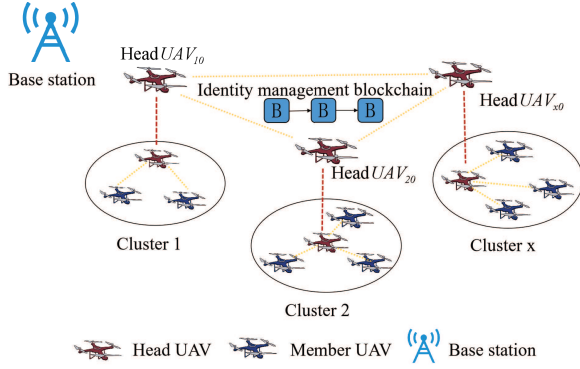 Base station
Head UAV10
Identity management blockchain
B B B
Head UAVx0
Head UAV20
Cluster 1
Cluster 2
Cluster x
Head UAV
Member UAV
Base station